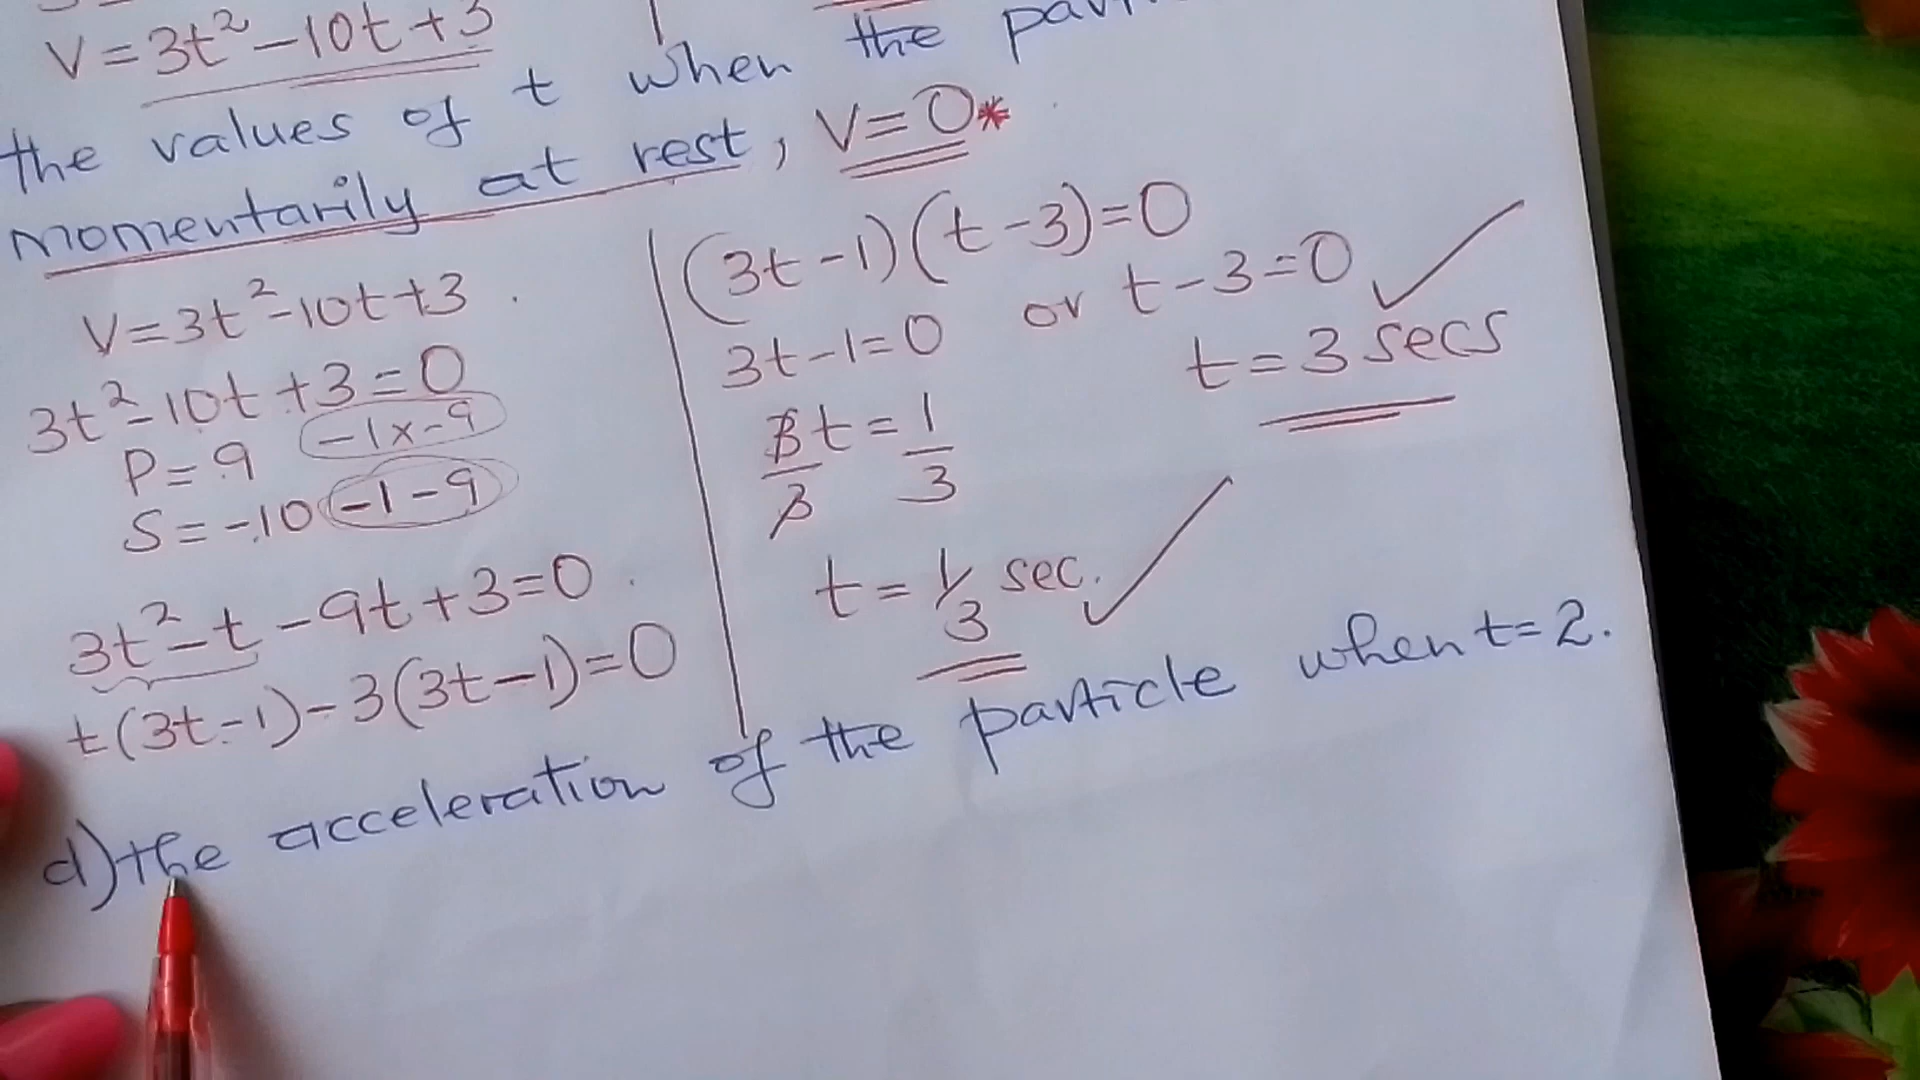 V=3t²-10t+3
the values of t when the
momentarily at rest, V=0*
V=3t²-10t+3
3t²-10t+3=0
P=9 -1x-9
S=-10 -1-9
3t²-t-9t+3=0
t(3t-1)-3(3t-1)=0
(3t-1)(t-3)=0
3t-1=0 or t-3=0
t=3secs
3t/3 = 1/3
t=1/3 sec.
d) the acceleration of the particle when t=2.